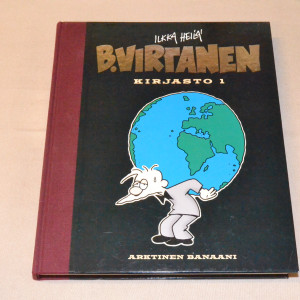 ILKKA HEILÄ
B.VIRTANEN
KIRJASTO 1
ARKTINEN BANAANI